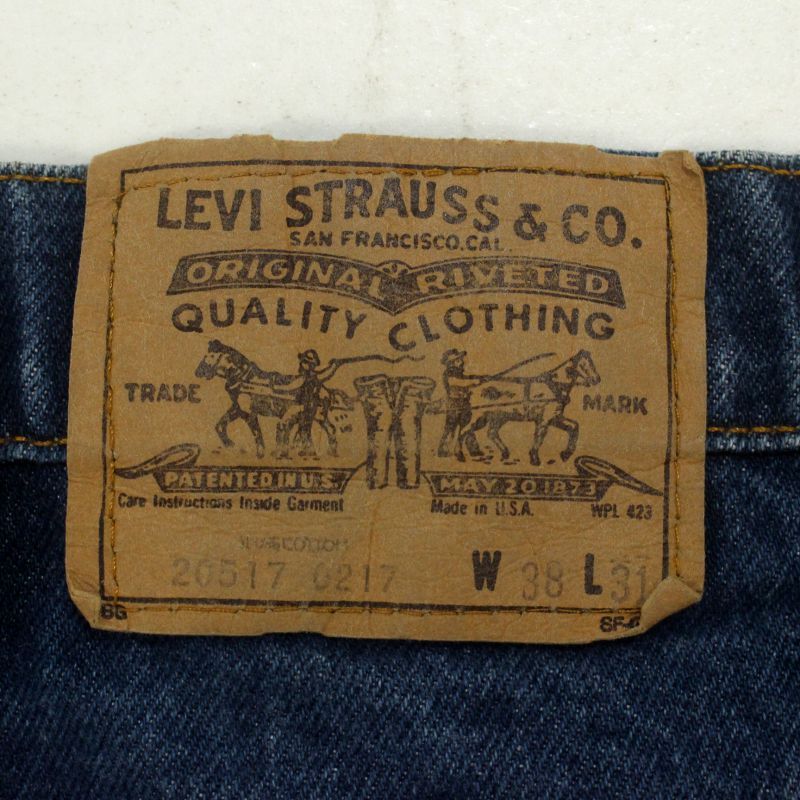 LEVI STRAUSS & CO.
SAN FRANCISCO, CAL.
ORIGINAL RIVETED
QUALITY CLOTHING
TRADE MARK
PATENTED IN U.S. MAY 20 1873
Care Instructions Inside Garment Made in U.S.A. WPL 423
COTTON
20517 0217 W 38 L 31